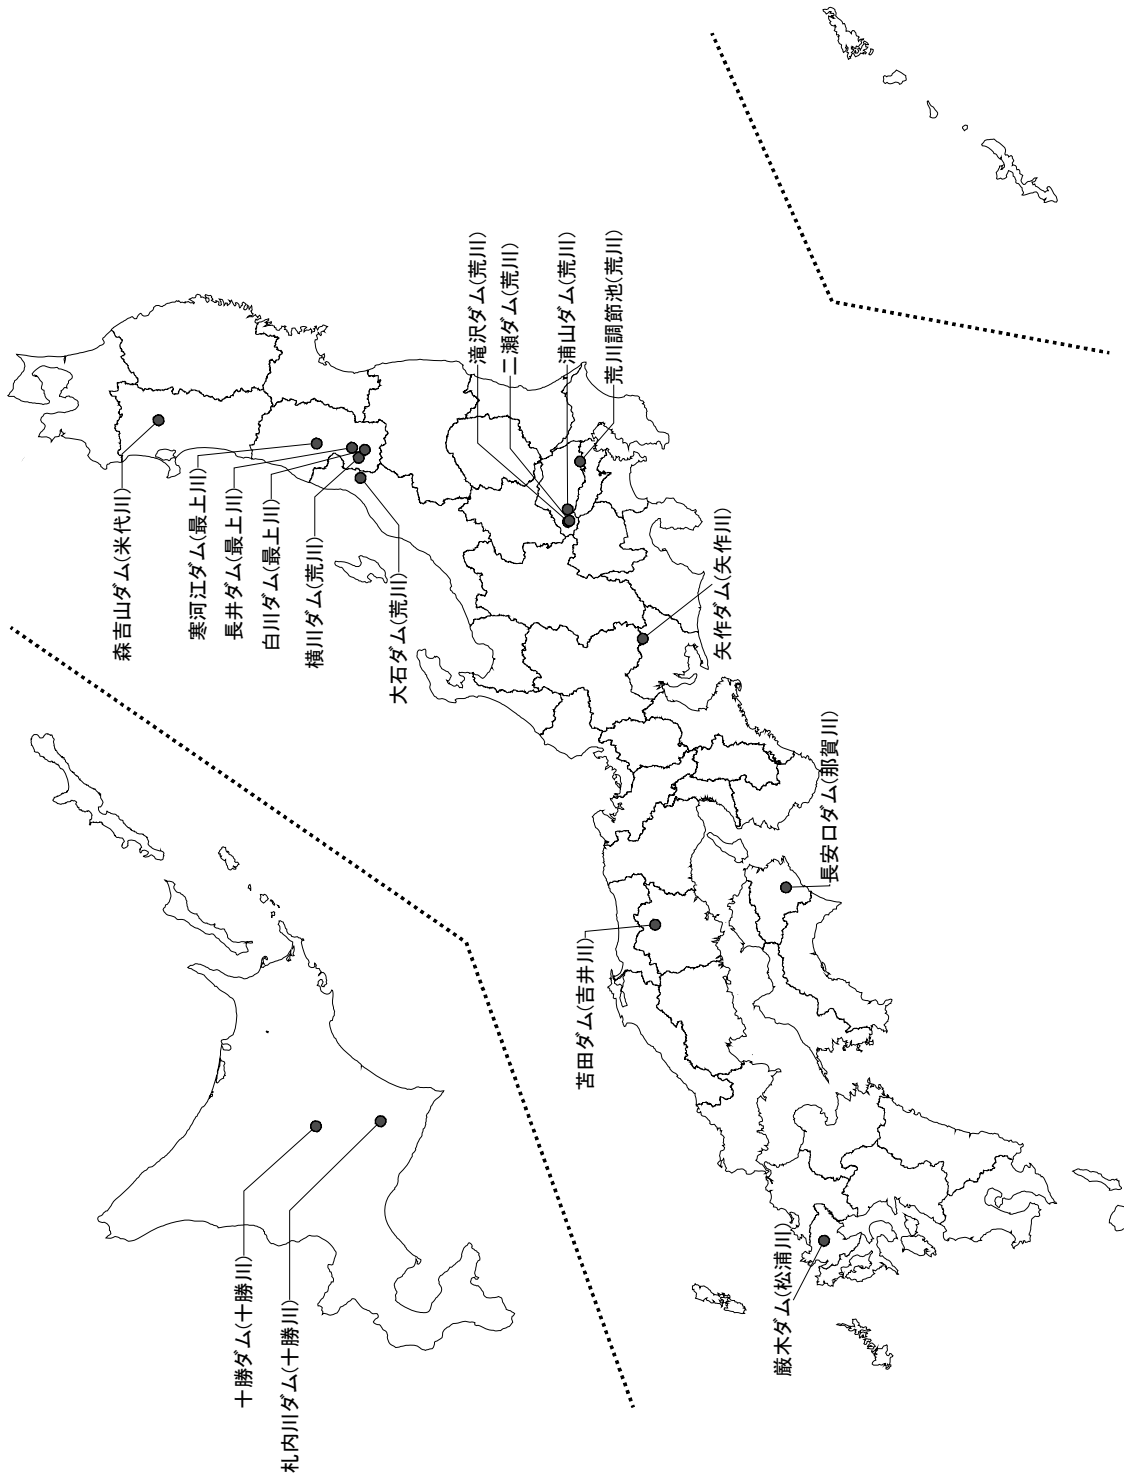 十勝ダム(十勝川)
札内川ダム(十勝川)
森吉山ダム(米代川)
寒河江ダム(最上川)
長井ダム(最上川)
白川ダム(最上川)
横川ダム(荒川)
大石ダム(荒川)
滝沢ダム(荒川)
二瀬ダム(荒川)
浦山ダム(荒川)
荒川調節池(荒川)
矢作ダム(矢作川)
長安口ダム(那賀川)
苫田ダム(吉井川)
厳木ダム(松浦川)